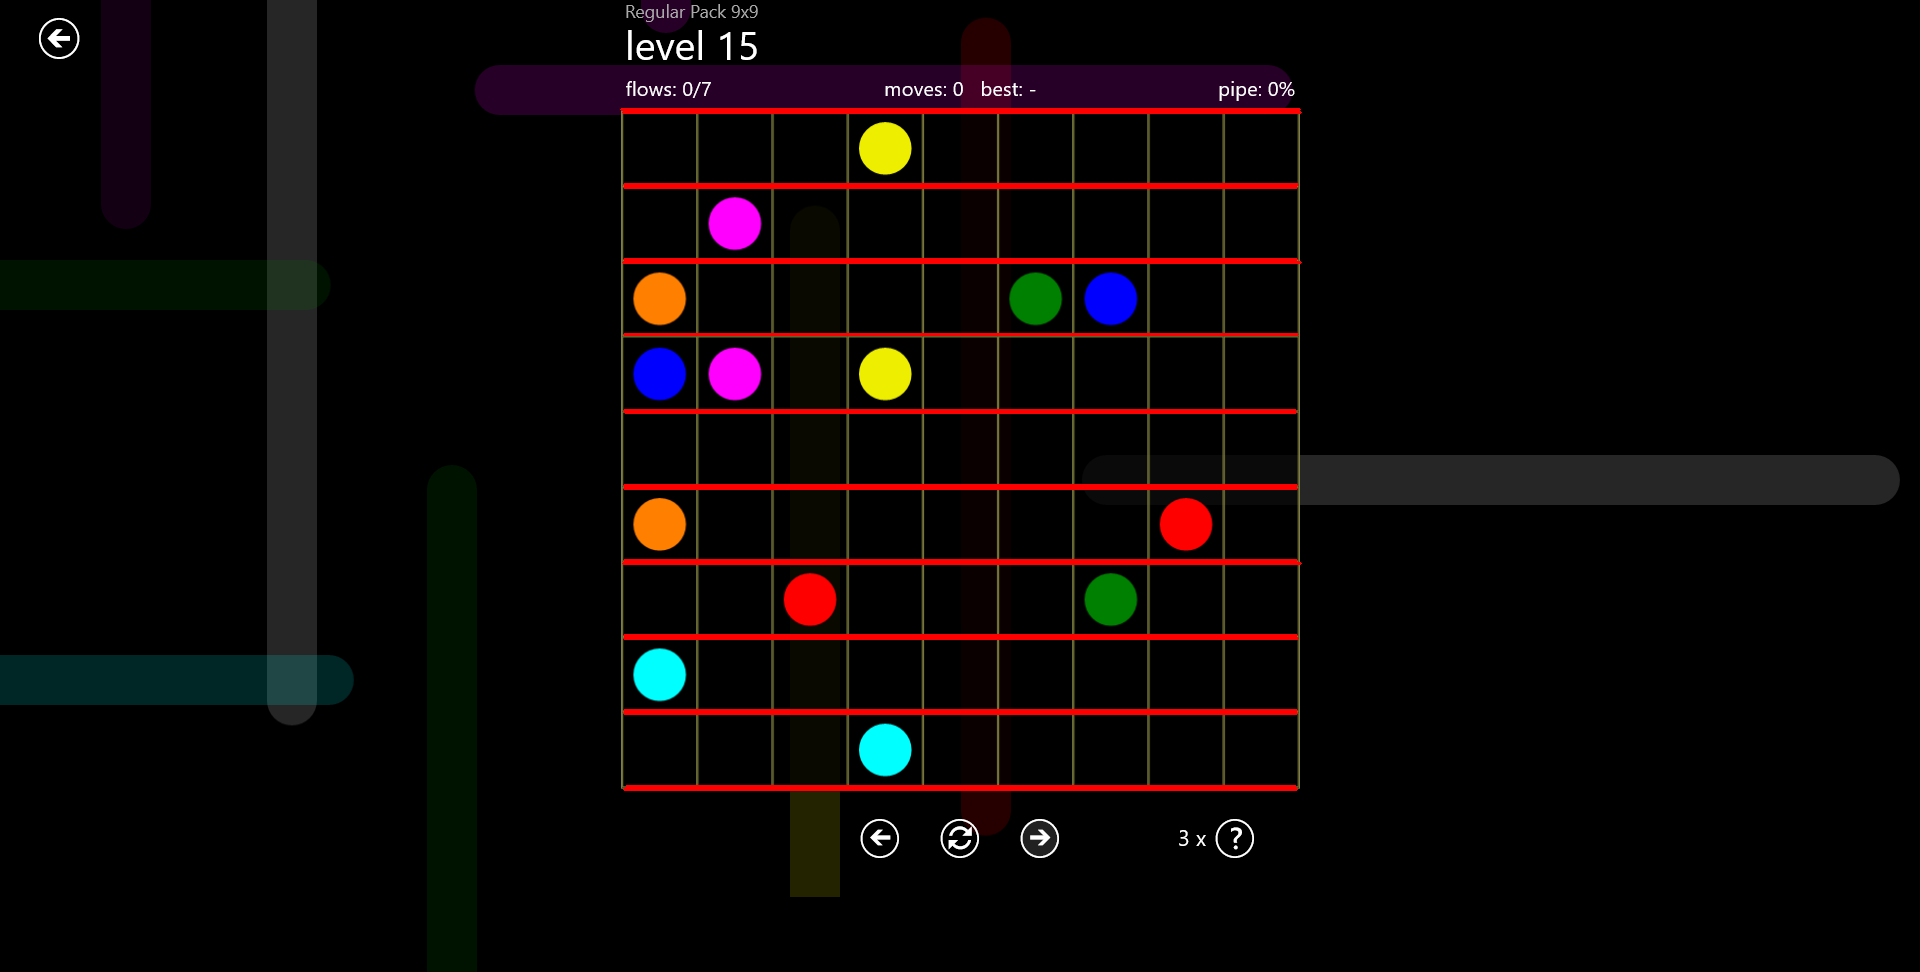 Regular Pack 9x9
level 15
flows: 0/7 moves: 0 best: - pipe: 0%
3 x ?